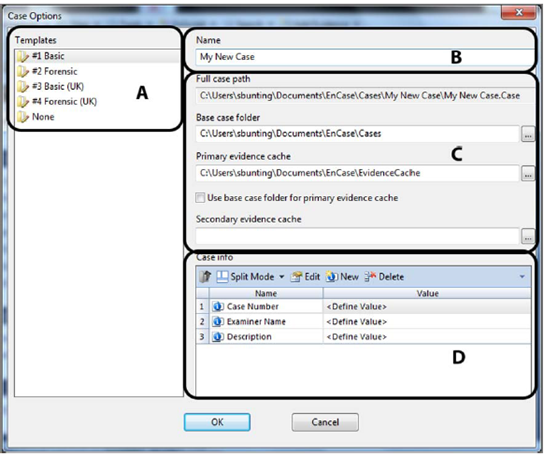 Case Options
Templates
#1 Basic
#2 Forensic
#3 Basic (UK)
#4 Forensic (UK)
None
A
Name
My New Case
B
Full case path
C:\Users\sbunting\Documents\EnCase\Cases\My New Case\My New Case.Case
Base case folder
C:\Users\sbunting\Documents\EnCase\Cases
...
C
Primary evidence cache
C:\Users\sbunting\Documents\EnCase\EvidenceCache
...
Use base case folder for primary evidence cache
Secondary evidence cache
...
Case info
Split Mode Edit New Delete
Name Value
1 Case Number <Define Value>
2 Examiner Name <Define Value>
3 Description <Define Value>
D
OK Cancel